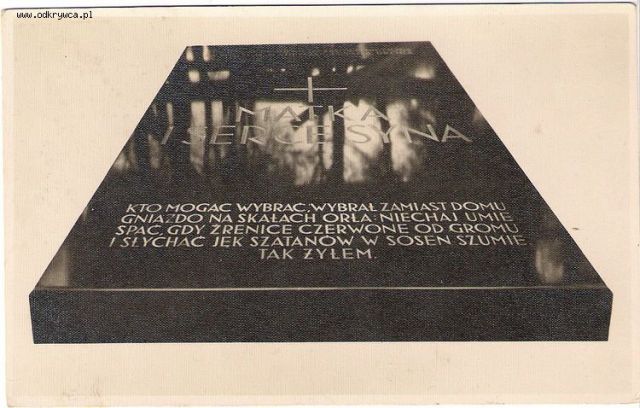 www.odkrywca.pl
MATKA
I SERCE SYNA
KTO MOGĄC WYBRAĆ, WYBRAŁ ZAMIAST DOMU
GNIAZDO NA SKAŁACH ORŁA: NIECHAJ UMIE
SPAĆ, GDY ŹRENICE CZERWONE OD GROMU
I SŁYCHAĆ JĘK SZATANÓW W SOSEN SZUMIE
TAK ŻYŁEM.